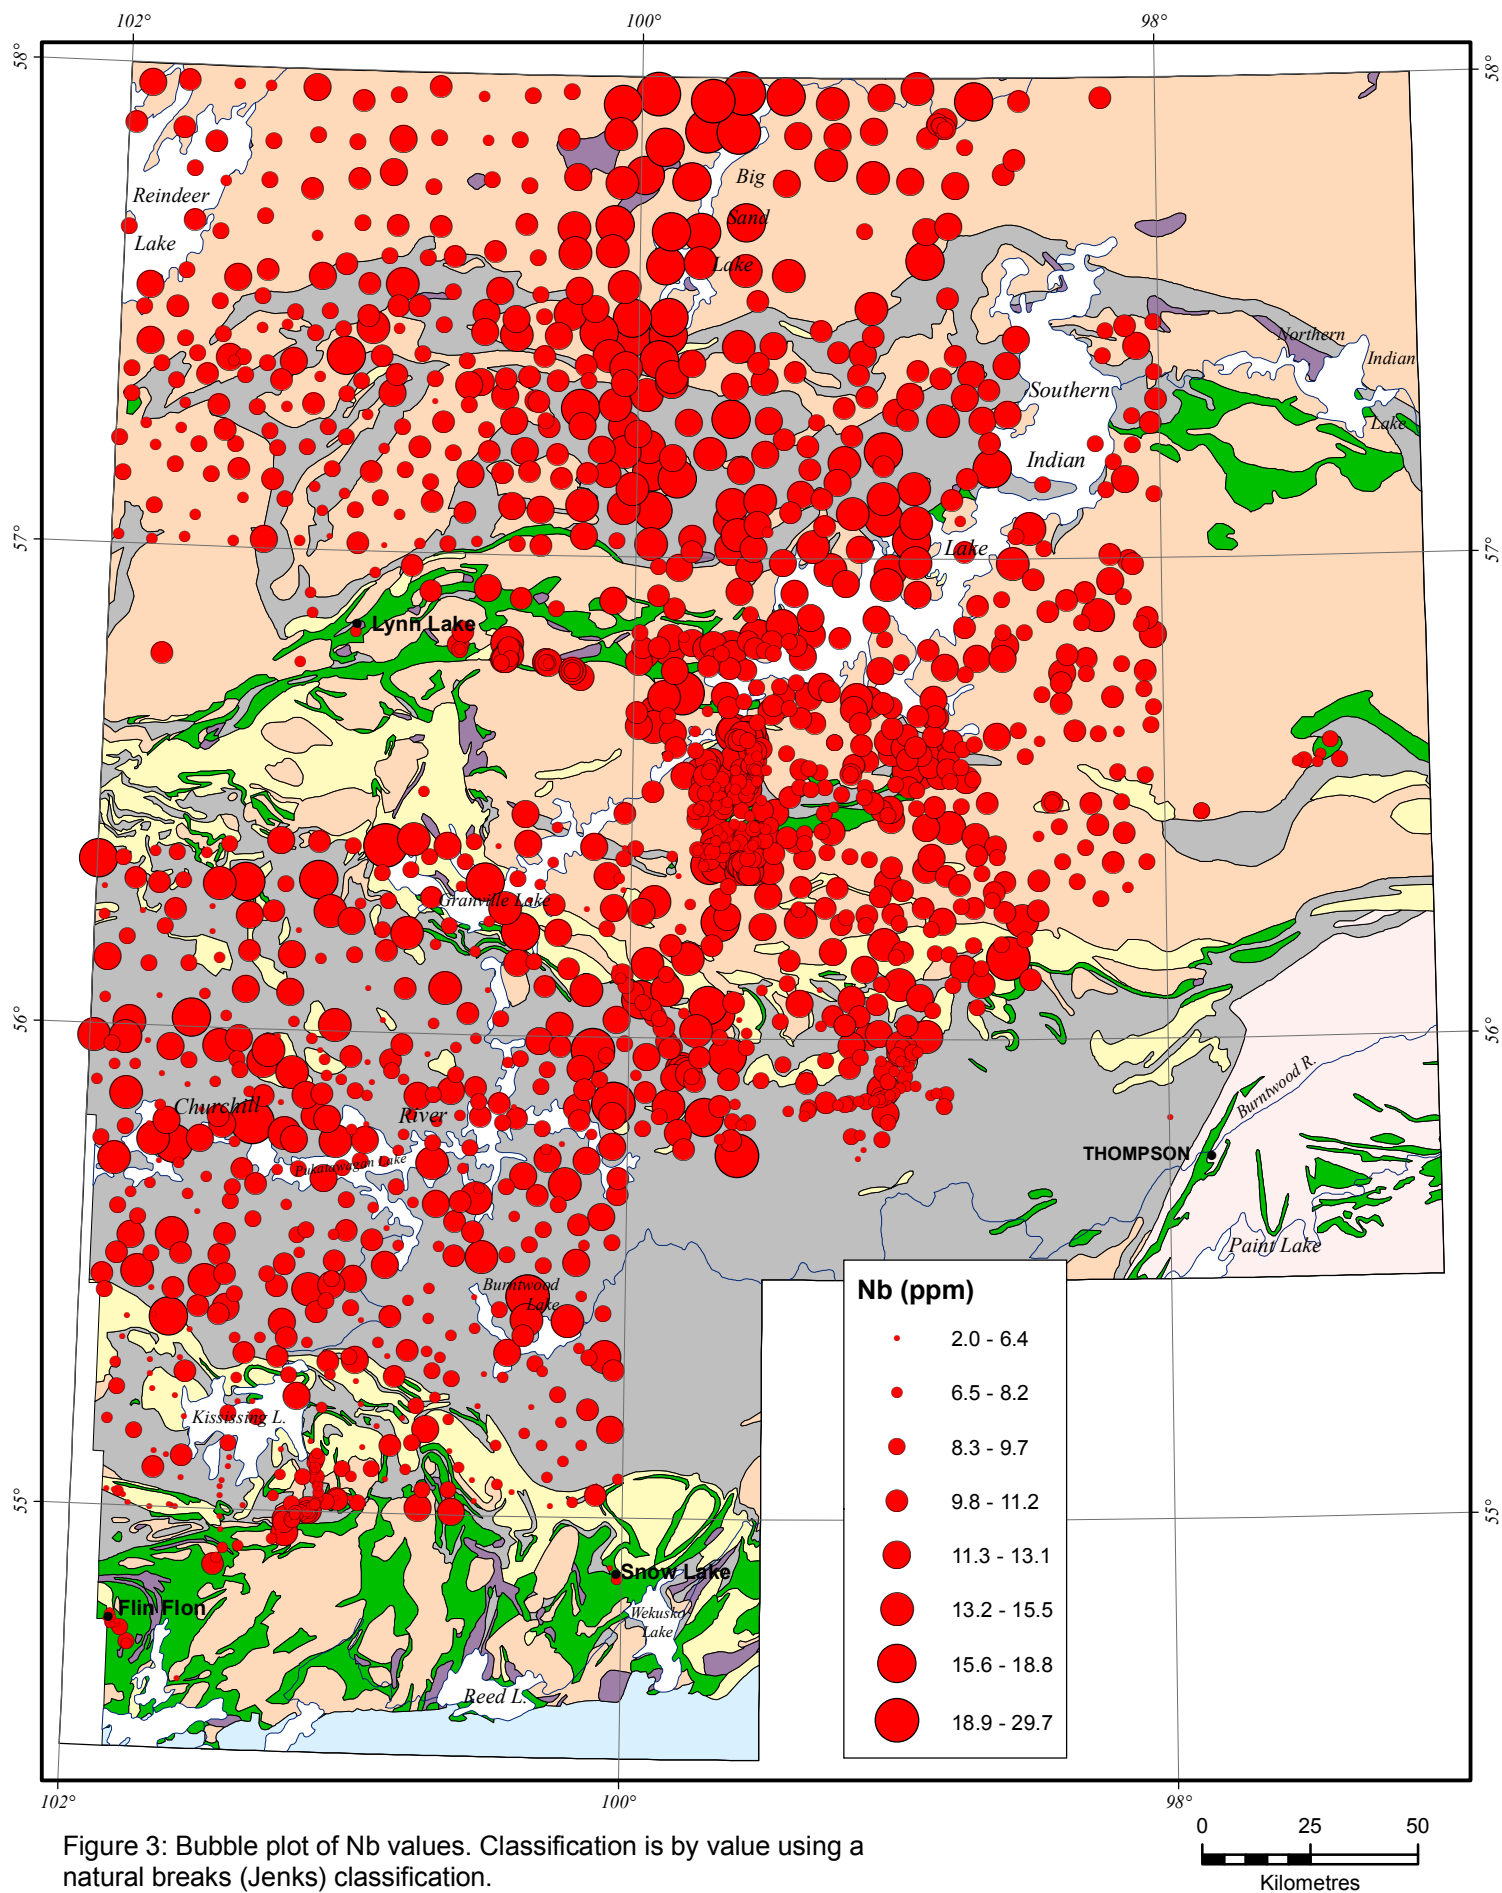 102°
100°
98°
58°
58°
Reindeer
Lake
Big
Sand
Lake
Northern
Indian
Lake
Southern
Indian
Lake
57°
57°
Lynn Lake
Granville Lake
56°
56°
Churchill
River
Pukatawagan Lake
Burntwood R.
THOMPSON
Paint Lake
Burntwood
Lake
Kississing L.
55°
55°
Snow Lake
Flin Flon
Wekusko
Lake
Reed L.
Nb (ppm)
2.0 - 6.4
6.5 - 8.2
8.3 - 9.7
9.8 - 11.2
11.3 - 13.1
13.2 - 15.5
15.6 - 18.8
18.9 - 29.7
102°
100°
98°
Figure 3: Bubble plot of Nb values. Classification is by value using a
natural breaks (Jenks) classification.
0 25 50
Kilometres